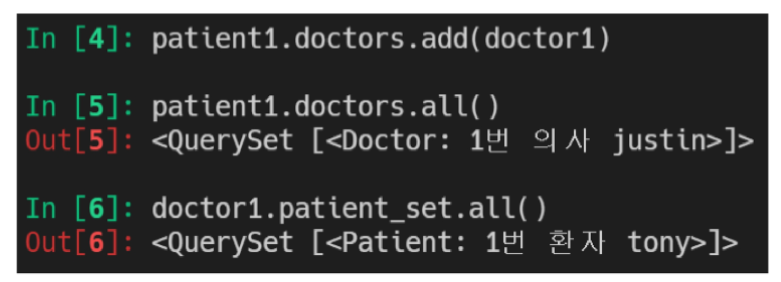 In [4]: patient1.doctors.add(doctor1)
In [5]: patient1.doctors.all()
Out[5]: <QuerySet [<Doctor: 1번 의사 justin>]>
In [6]: doctor1.patient_set.all()
Out[6]: <QuerySet [<Patient: 1번 환자 tony>]>